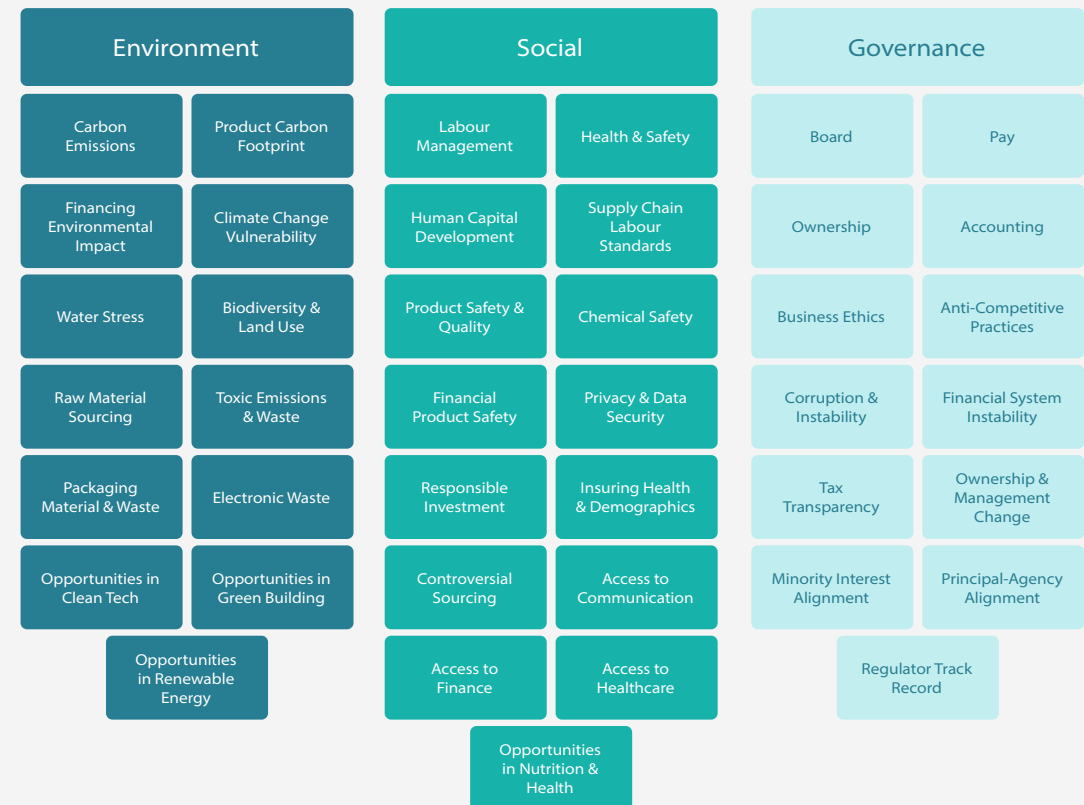 Environment
Carbon
Emissions
Product Carbon
Footprint
Financing
Environmental
Impact
Climate Change
Vulnerability
Water Stress
Biodiversity &
Land Use
Raw Material
Sourcing
Toxic Emissions
& Waste
Packaging
Material & Waste
Electronic Waste
Opportunities in
Clean Tech
Opportunities in
Green Building
Opportunities
in Renewable
Energy
Social
Labour
Management
Health & Safety
Human Capital
Development
Supply Chain
Labour
Standards
Product Safety &
Quality
Chemical Safety
Financial
Product Safety
Privacy & Data
Security
Responsible
Investment
Insuring Health
& Demographics
Controversial
Sourcing
Access to
Communication
Access to
Finance
Access to
Healthcare
Opportunities
in Nutrition &
Health
Governance
Board
Pay
Ownership
Accounting
Business Ethics
Anti-Competitive
Practices
Corruption &
Instability
Financial System
Instability
Tax
Transparency
Ownership &
Management
Change
Minority Interest
Alignment
Principal-Agency
Alignment
Regulator Track
Record